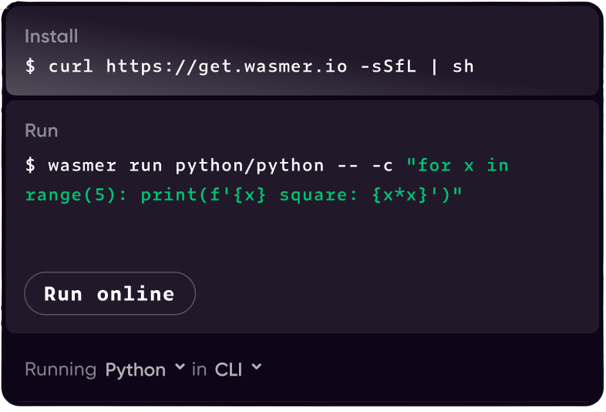 Install
$ curl https://get.wasmer.io -sSfL | sh
Run
$ wasmer run python/python -- -c "for x in
range(5): print(f'{x} square: {x*x}')"
Run online
Running Python in CLI